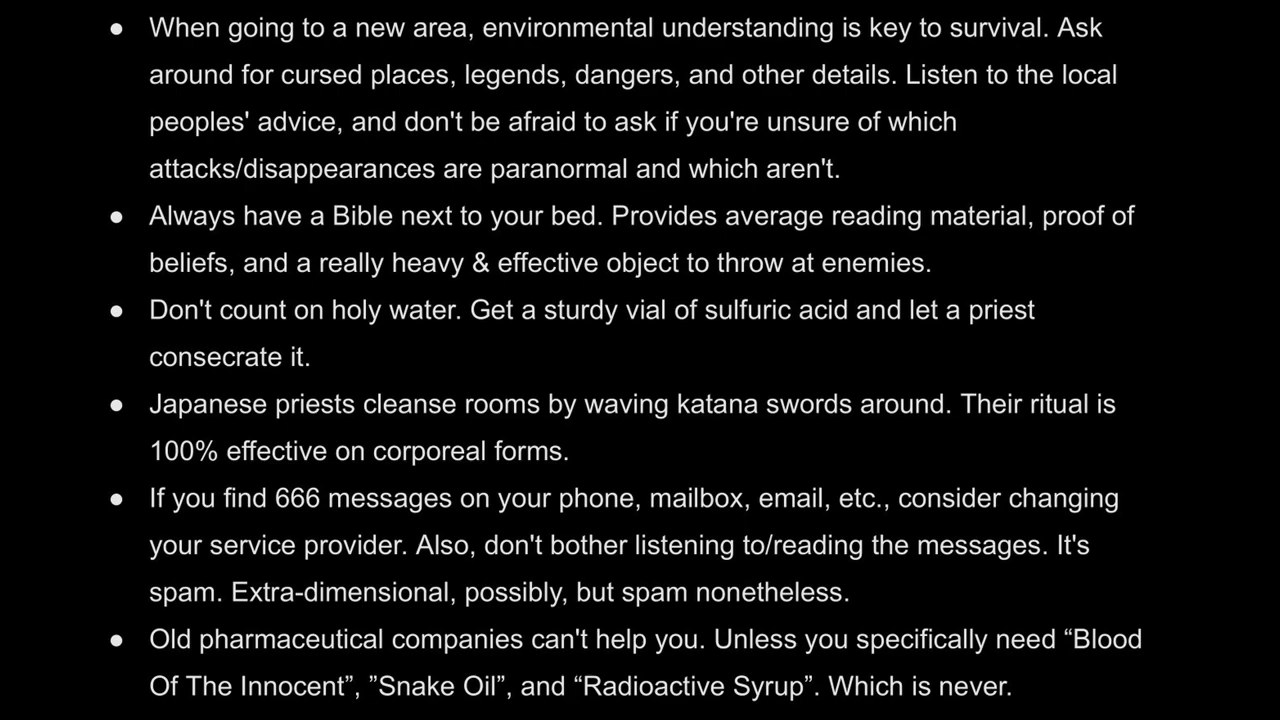 ● When going to a new area, environmental understanding is key to survival. Ask
around for cursed places, legends, dangers, and other details. Listen to the local
peoples' advice, and don't be afraid to ask if you're unsure of which
attacks/disappearances are paranormal and which aren't.
● Always have a Bible next to your bed. Provides average reading material, proof of
beliefs, and a really heavy & effective object to throw at enemies.
● Don't count on holy water. Get a sturdy vial of sulfuric acid and let a priest
consecrate it.
● Japanese priests cleanse rooms by waving katana swords around. Their ritual is
100% effective on corporeal forms.
● If you find 666 messages on your phone, mailbox, email, etc., consider changing
your service provider. Also, don't bother listening to/reading the messages. It's
spam. Extra-dimensional, possibly, but spam nonetheless.
● Old pharmaceutical companies can't help you. Unless you specifically need “Blood
Of The Innocent”, ”Snake Oil”, and “Radioactive Syrup”. Which is never.